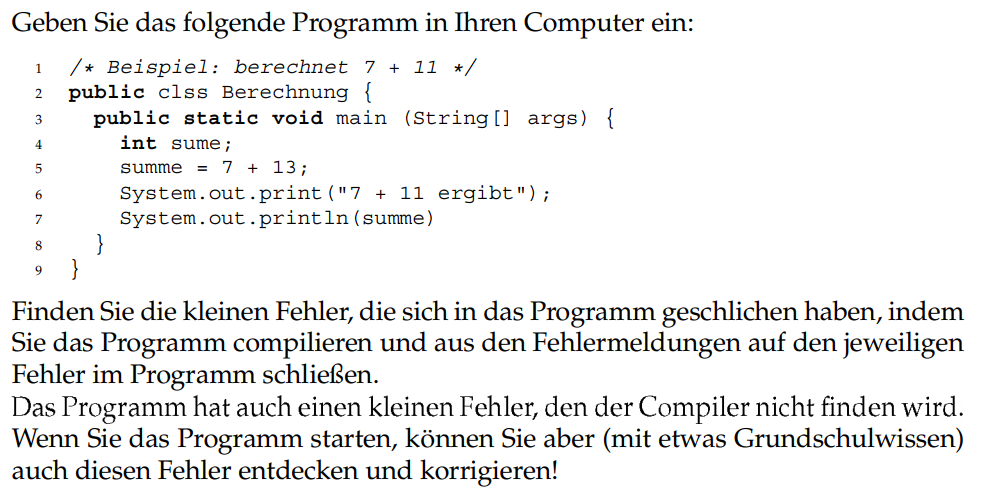 Geben Sie das folgende Programm in Ihren Computer ein:
1 /* Beispiel: berechnet 7 + 11 */
2 public clss Berechnung {
3 public static void main (String[] args) {
4 int sume;
5 summe = 7 + 13;
6 System.out.print("7 + 11 ergibt");
7 System.out.println(summe)
8 }
9 }
Finden Sie die kleinen Fehler, die sich in das Programm geschlichen haben, indem
Sie das Programm compilieren und aus den Fehlermeldungen auf den jeweiligen
Fehler im Programm schließen.
Das Programm hat auch einen kleinen Fehler, den der Compiler nicht finden wird.
Wenn Sie das Programm starten, können Sie aber (mit etwas Grundschulwissen)
auch diesen Fehler entdecken und korrigieren!